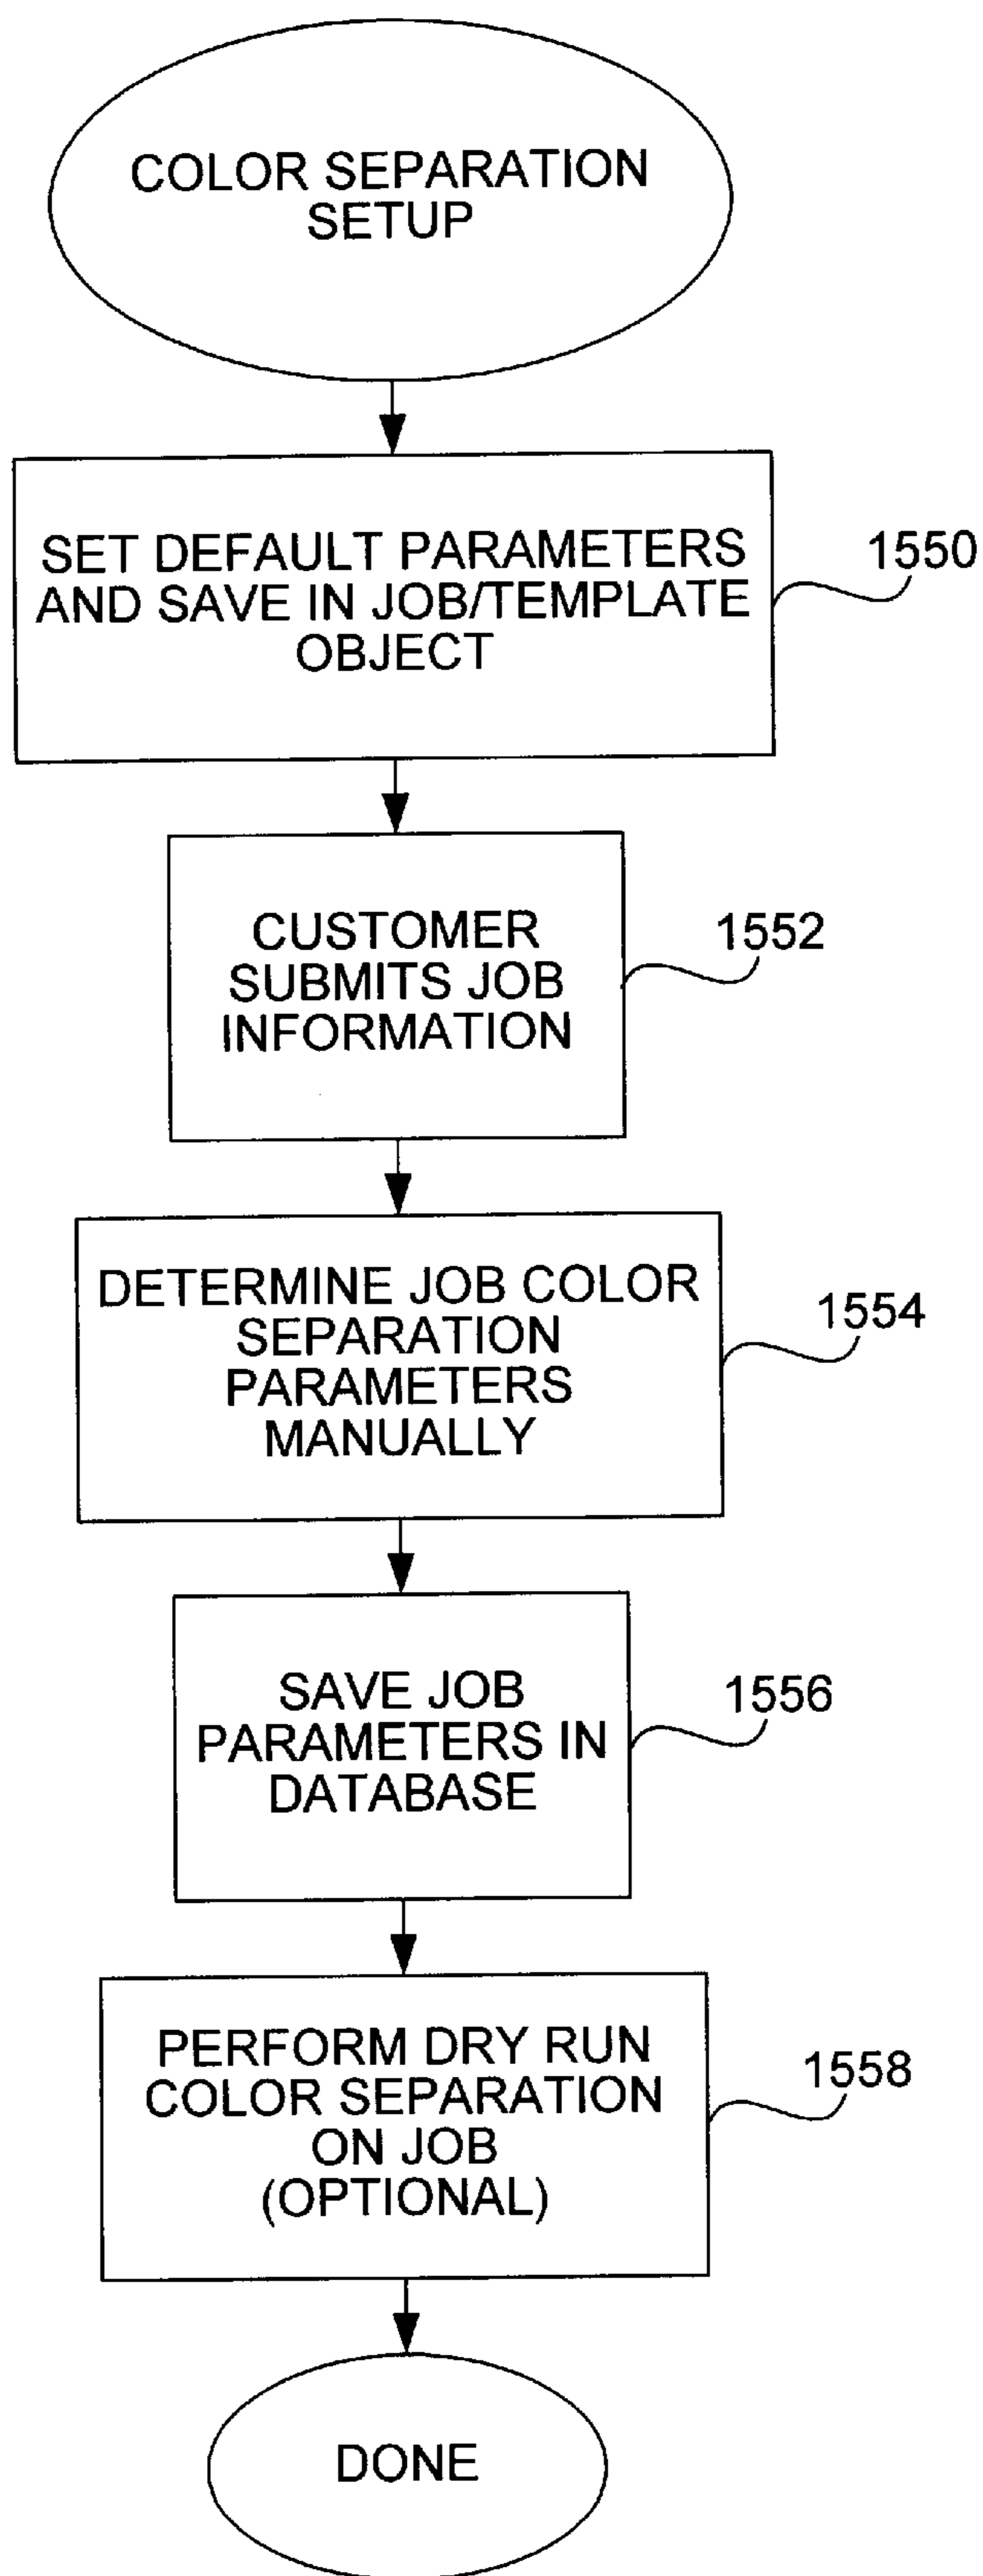 COLOR SEPARATION
SETUP
SET DEFAULT PARAMETERS
AND SAVE IN JOB/TEMPLATE
OBJECT
1550
CUSTOMER
SUBMITS JOB
INFORMATION
1552
DETERMINE JOB COLOR
SEPARATION
PARAMETERS
MANUALLY
1554
SAVE JOB
PARAMETERS IN
DATABASE
1556
PERFORM DRY RUN
COLOR SEPARATION
ON JOB
(OPTIONAL)
1558
DONE